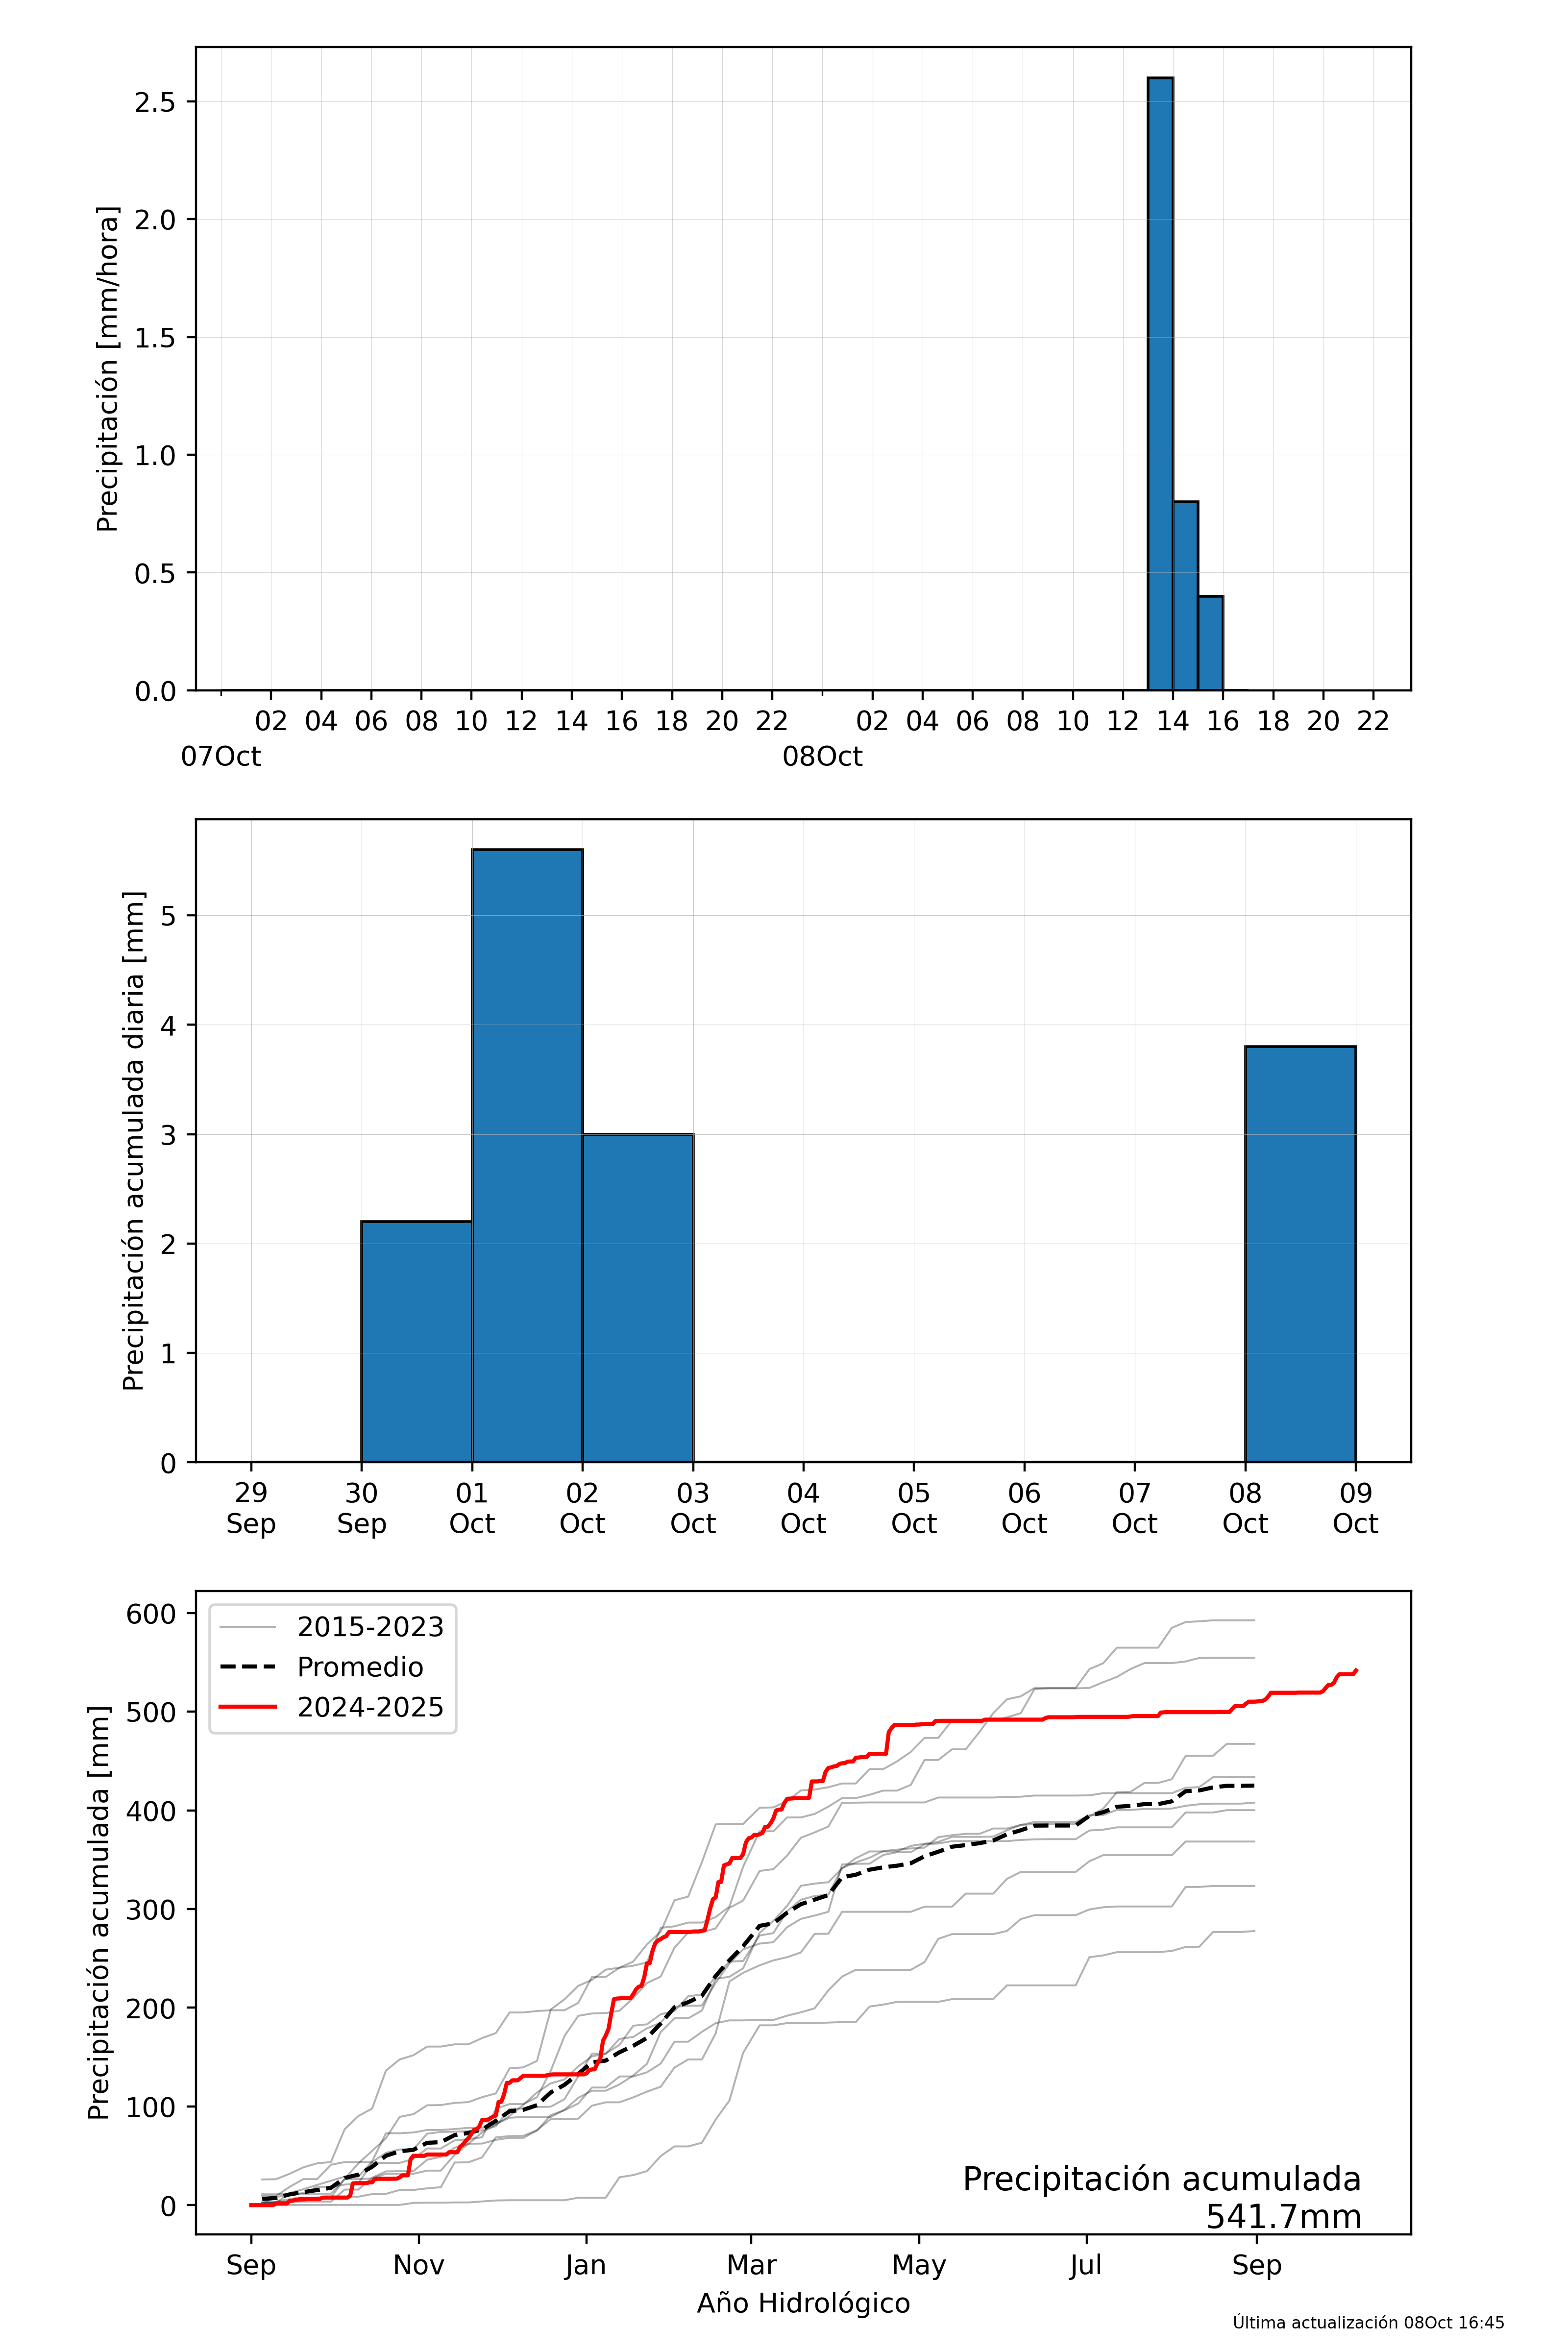 Precipitación [mm/hora]
2.5
2.0
1.5
1.0
0.5
0.0
02 04 06 08 10 12 14 16 18 20 22 02 04 06 08 10 12 14 16 18 20 22
07Oct 08Oct
Precipitación acumulada diaria [mm]
5
4
3
2
1
0
29 30 01 02 03 04 05 06 07 08 09
Sep Sep Oct Oct Oct Oct Oct Oct Oct Oct Oct
Precipitación acumulada [mm]
600
500
400
300
200
100
0
2015-2023
Promedio
2024-2025
Precipitación acumulada
541.7mm
Sep Nov Jan Mar May Jul Sep
Año Hidrológico
Última actualización 08Oct 16:45